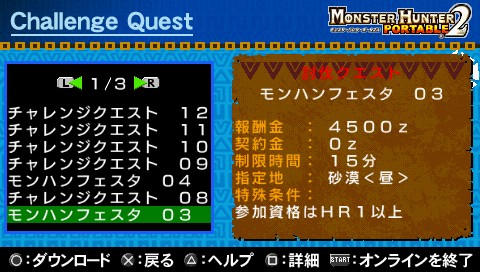 Challenge Quest
MONSTER HUNTER
PORTABLE 2
L 1/3 R
チャレンジクエスト 12
チャレンジクエスト 11
チャレンジクエスト 10
チャレンジクエスト 09
モンハンフェスタ 04
チャレンジクエスト 08
モンハンフェスタ 03
討伐クエスト
モンハンフェスタ 03
報酬金 : 4500z
契約金 : 0z
制限時間: 15分
指定地 : 砂漠<昼>
特殊条件:
参加資格はHR1以上
○:ダウンロード ×:戻る △:ヘルプ □:詳細 START:オンラインを終了